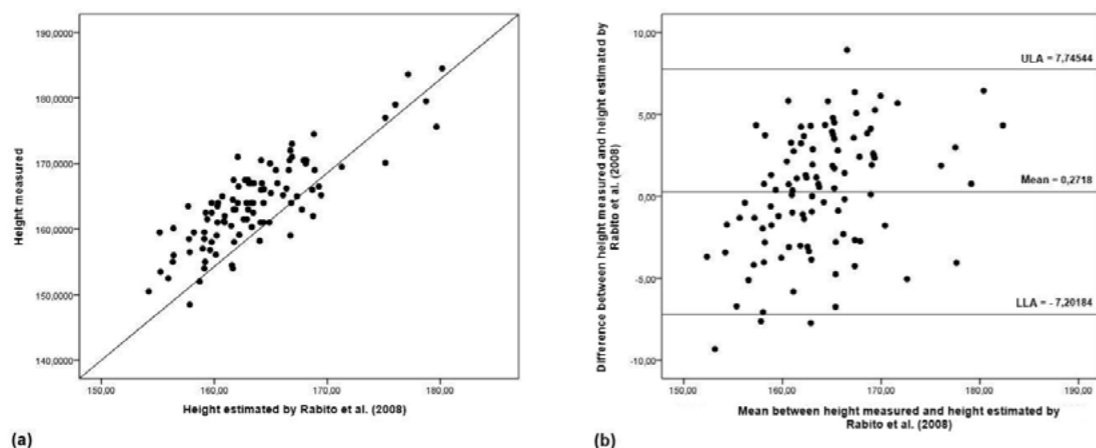 190,0000
180,0000
170,0000
160,0000
150,0000
140,0000
Height measured
150,00
160,00
170,00
180,00
Height estimated by Rabito et al. (2008)
(a)
Difference between height measured and height estimated by
Rabito et al. (2008)
10,00
5,00
0,00
-5,00
-10,00
ULA = 7,74544
Mean = 0,2718
LLA = - 7,20184
150,00
160,00
170,00
180,00
190,00
Mean between height measured and height estimated by
Rabito et al. (2008)
(b)